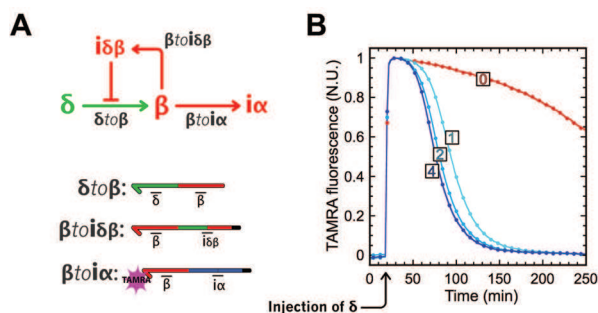 A
iδβ
βtoiδβ
δ
β
iα
δtoβ
βtoiα
δtoβ:
δ β
βtoiδβ:
β iδβ
βtoiα:
TAMRA
β iα
B
TAMRA fluorescence (N.U.)
1
0.8
0.6
0.4
0.2
0
0
1
2
4
0 50 100 150 200 250
Time (min)
Injection of δ